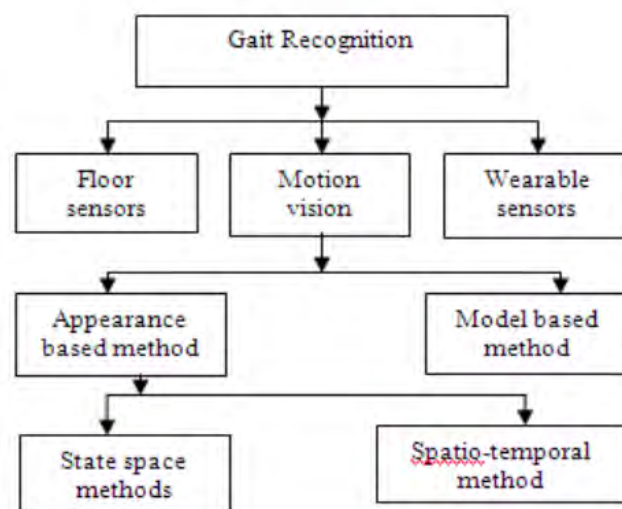 Gait Recognition
Floor
sensors
Motion
vision
Wearable
sensors
Appearance
based method
Model based
method
State space
methods
Spatio-temporal
method